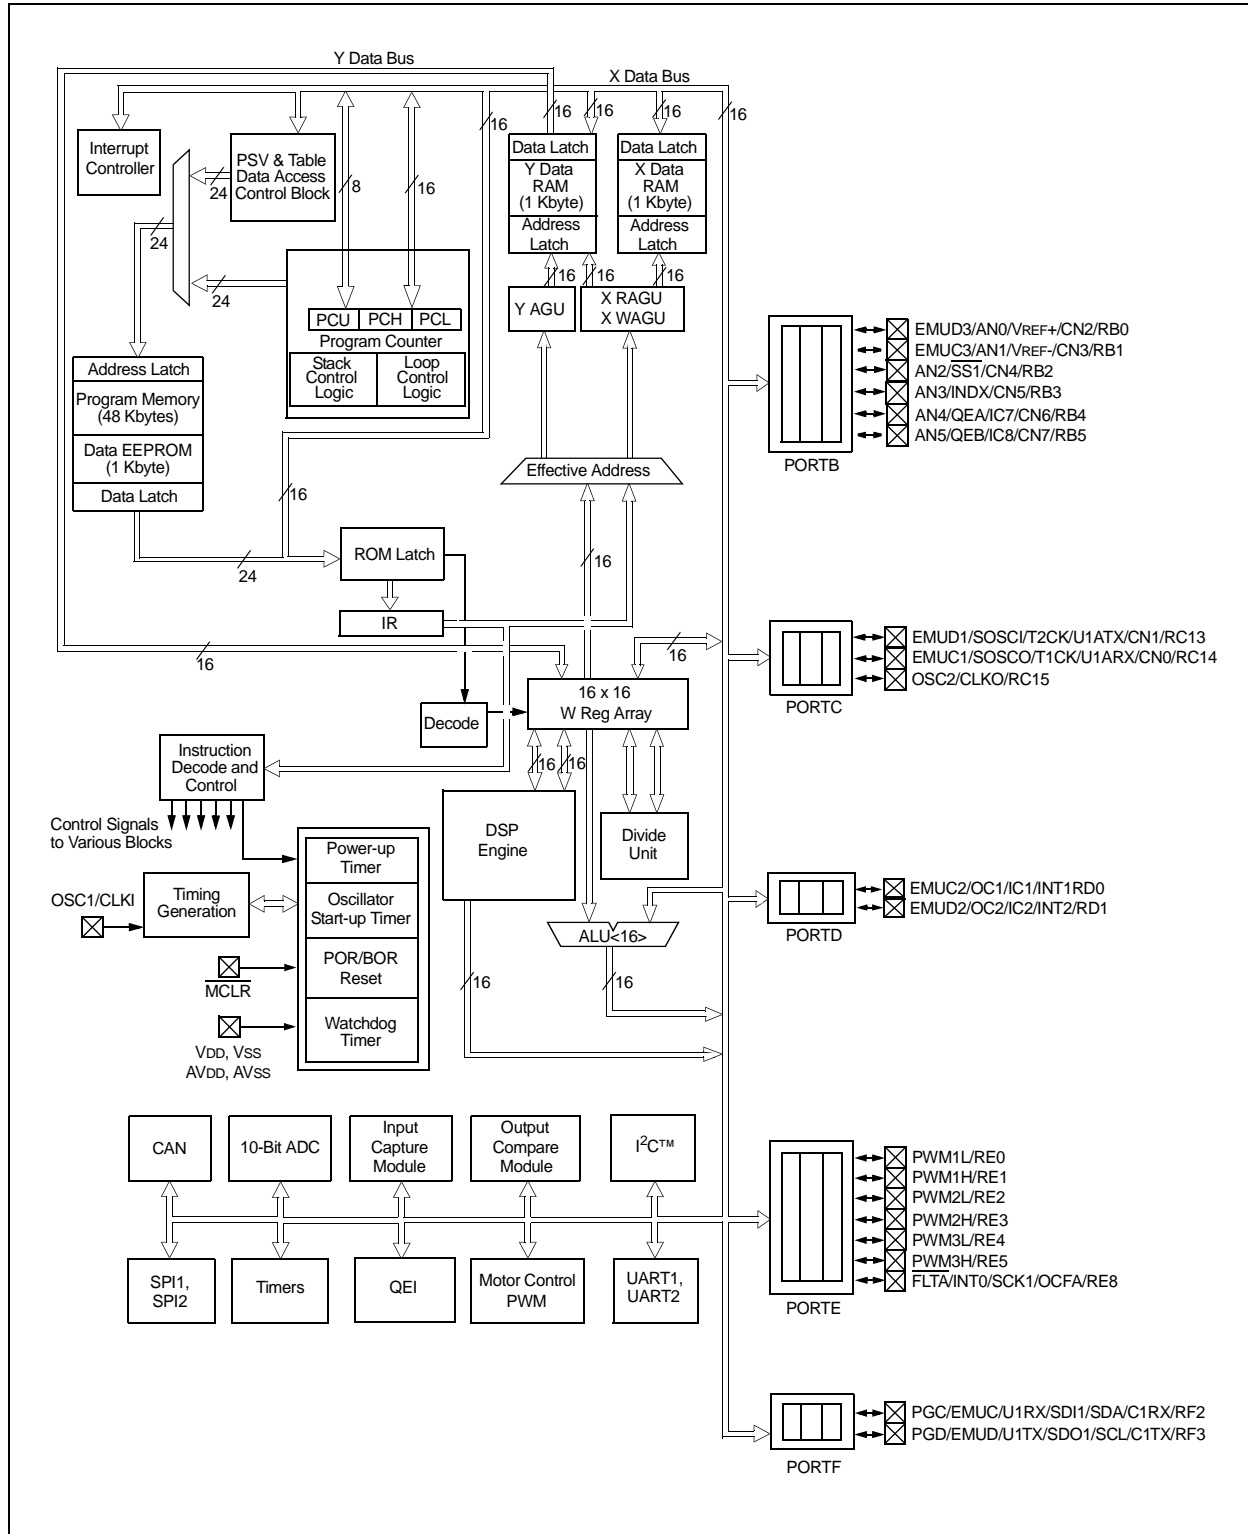 Y Data Bus
X Data Bus
16
16
16
16
16
Interrupt
Controller
PSV & Table
Data Access
Control Block
24
8
16
Data Latch
Y Data
RAM
(1 Kbyte)
Address
Latch
Data Latch
X Data
RAM
(1 Kbyte)
Address
Latch
24
24
16
16
16
Y AGU
X RAGU
X WAGU
PCU
PCH
PCL
Program Counter
Stack
Control
Logic
Loop
Control
Logic
Address Latch
Program Memory
(48 Kbytes)
Data EEPROM
(1 Kbyte)
Data Latch
Effective Address
16
24
ROM Latch
16
IR
16
16
16 x 16
W Reg Array
Decode
Instruction
Decode and
Control
16
16
Control Signals
to Various Blocks
DSP
Engine
Divide
Unit
Power-up
Timer
Oscillator
Start-up Timer
POR/BOR
Reset
Watchdog
Timer
OSC1/CLKI
Timing
Generation
MCLR
VDD, VSS
AVDD, AVSS
ALU<16>
16
16
CAN
10-Bit ADC
Input
Capture
Module
Output
Compare
Module
I2C™
SPI1,
SPI2
Timers
QEI
Motor Control
PWM
UART1,
UART2
EMUD3/AN0/VREF+/CN2/RB0
EMUC3/AN1/VREF-/CN3/RB1
AN2/SS1/CN4/RB2
AN3/INDX/CN5/RB3
AN4/QEA/IC7/CN6/RB4
AN5/QEB/IC8/CN7/RB5
PORTB
EMUD1/SOSCI/T2CK/U1ATX/CN1/RC13
EMUC1/SOSCO/T1CK/U1ARX/CN0/RC14
OSC2/CLKO/RC15
PORTC
EMUC2/OC1/IC1/INT1RD0
EMUD2/OC2/IC2/INT2/RD1
PORTD
PWM1L/RE0
PWM1H/RE1
PWM2L/RE2
PWM2H/RE3
PWM3L/RE4
PWM3H/RE5
FLTA/INT0/SCK1/OCFA/RE8
PORTE
PGC/EMUC/U1RX/SDI1/SDA/C1RX/RF2
PGD/EMUD/U1TX/SDO1/SCL/C1TX/RF3
PORTF